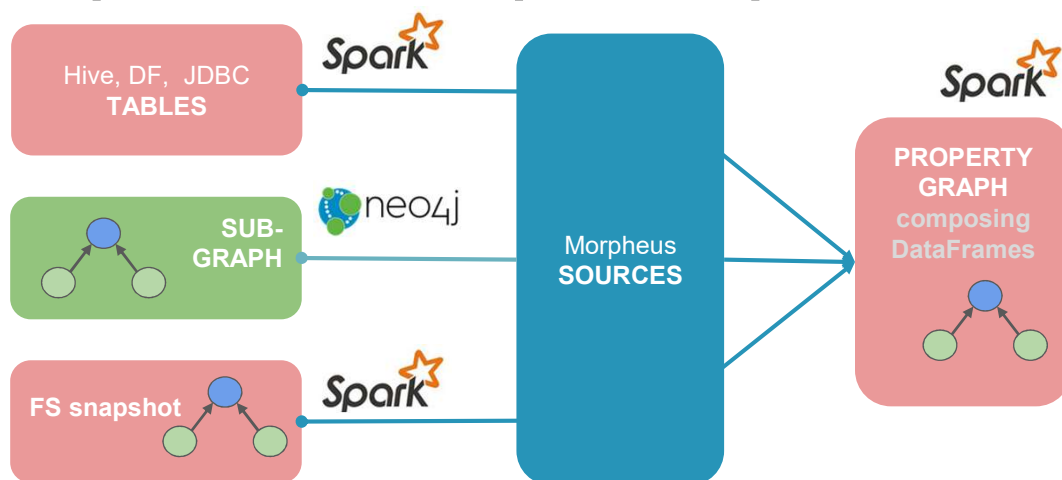 Spark
Hive, DF, JDBC
TABLES
Spark
PROPERTY
GRAPH
composing
DataFrames
neo4j
SUB-
GRAPH
Morpheus
SOURCES
Spark
FS snapshot